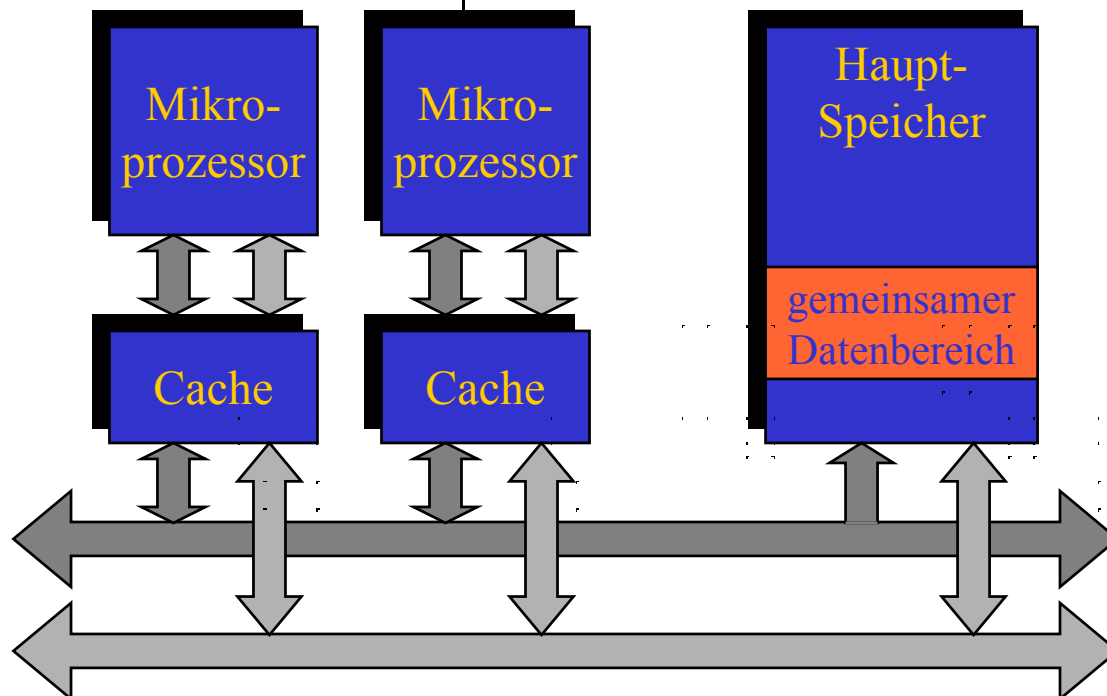 Mikro-
prozessor
Mikro-
prozessor
Haupt-
Speicher
gemeinsamer
Datenbereich
Cache
Cache